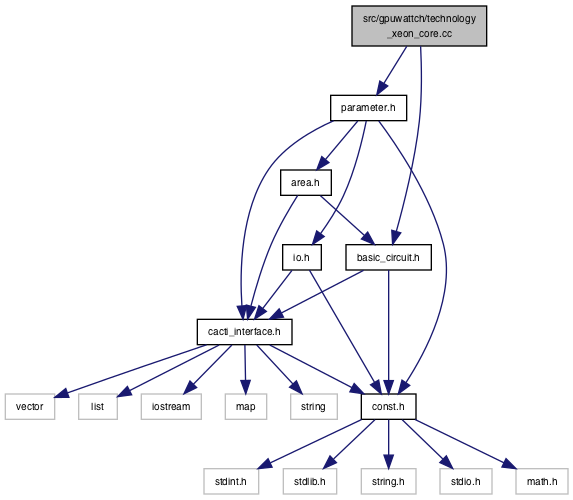 src/gpuwattch/technology
_xeon_core.cc
parameter.h
area.h
io.h
basic_circuit.h
cacti_interface.h
vector
list
iostream
map
string
const.h
stdint.h
stdlib.h
string.h
stdio.h
math.h